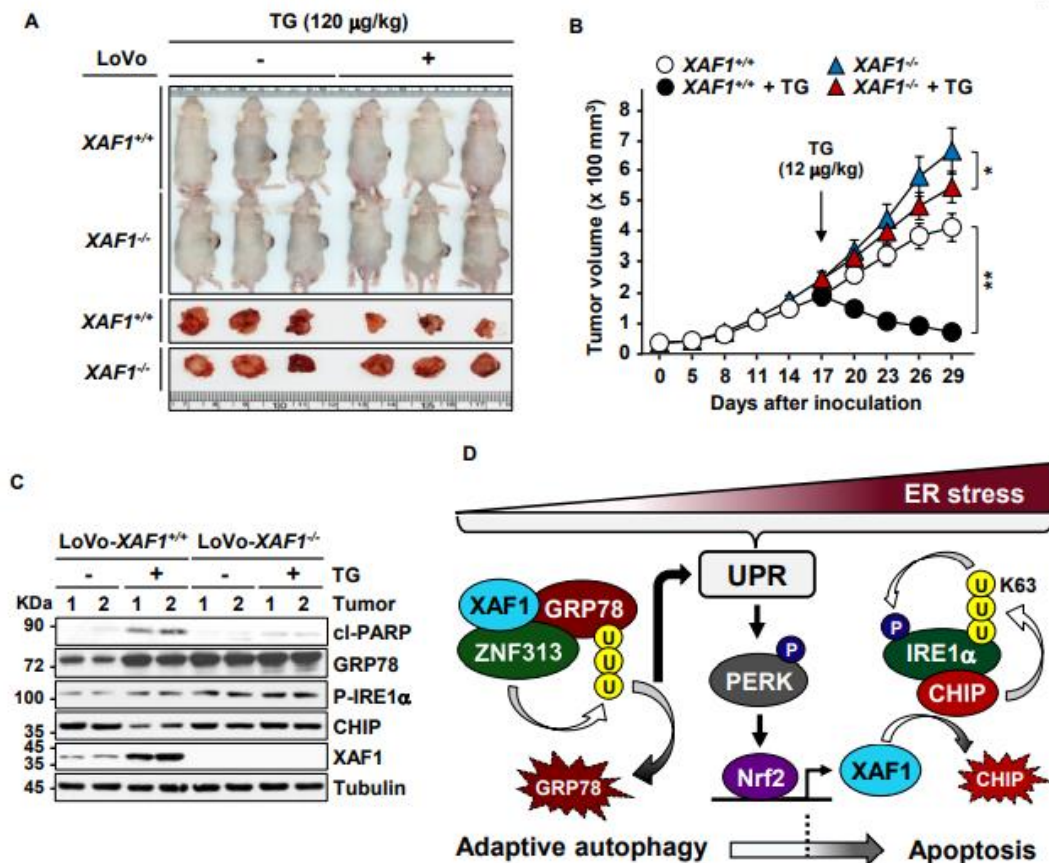 A
TG (120 μg/kg)
LoVo - +
XAF1+/+
XAF1-/-
XAF1+/+
XAF1-/-
B
XAF1+/+ XAF1-/-
XAF1+/+ + TG XAF1-/- + TG
Tumor volume (x 100 mm3)
8
7
6
5
4
3
2
1
0
TG
(12 μg/kg)
*
**
0 5 8 11 14 17 20 23 26 29
Days after inoculation
C
LoVo-XAF1+/+ LoVo-XAF1-/-
- + - + TG
KDa 1 2 1 2 1 2 1 2 Tumor
90 cl-PARP
72 GRP78
100 P-IRE1α
35 CHIP
45
35 XAF1
45 Tubulin
D
ER stress
UPR
XAF1 GRP78
ZNF313
U
U
U
GRP78
P
PERK
Nrf2
U K63
U
U
P
IRE1α
CHIP
XAF1
CHIP
Adaptive autophagy Apoptosis